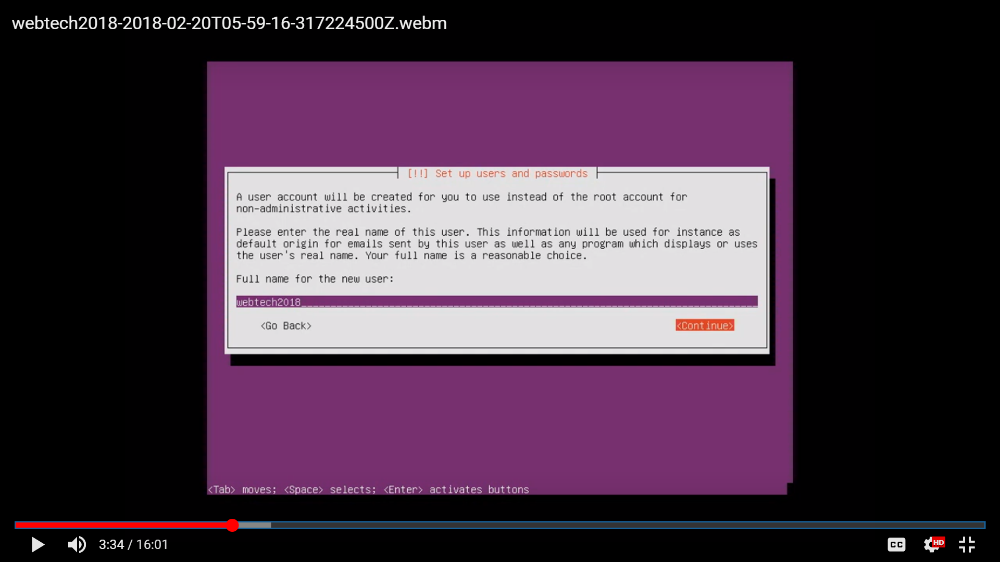 webtech2018-2018-02-20T05-59-16-317224500Z.webm
[!!] Set up users and passwords
A user account will be created for you to use instead of the root account for
non-administrative activities.
Please enter the real name of this user. This information will be used for instance as
default origin for emails sent by this user as well as any program which displays or uses
the user's real name. Your full name is a reasonable choice.
Full name for the new user:
webtech2018
<Go Back> <Continue>
<Tab> moves; <Space> selects; <Enter> activates buttons
3:34 / 16:01 CC HD